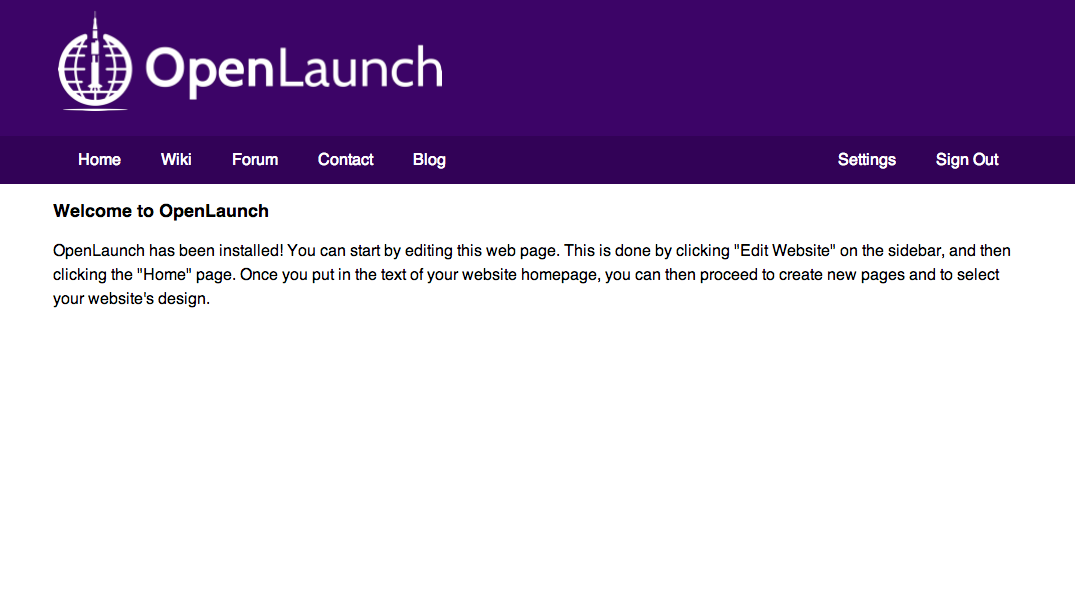 OpenLaunch
Home Wiki Forum Contact Blog Settings Sign Out
Welcome to OpenLaunch
OpenLaunch has been installed! You can start by editing this web page. This is done by clicking "Edit Website" on the sidebar, and then
clicking the "Home" page. Once you put in the text of your website homepage, you can then proceed to create new pages and to select
your website's design.